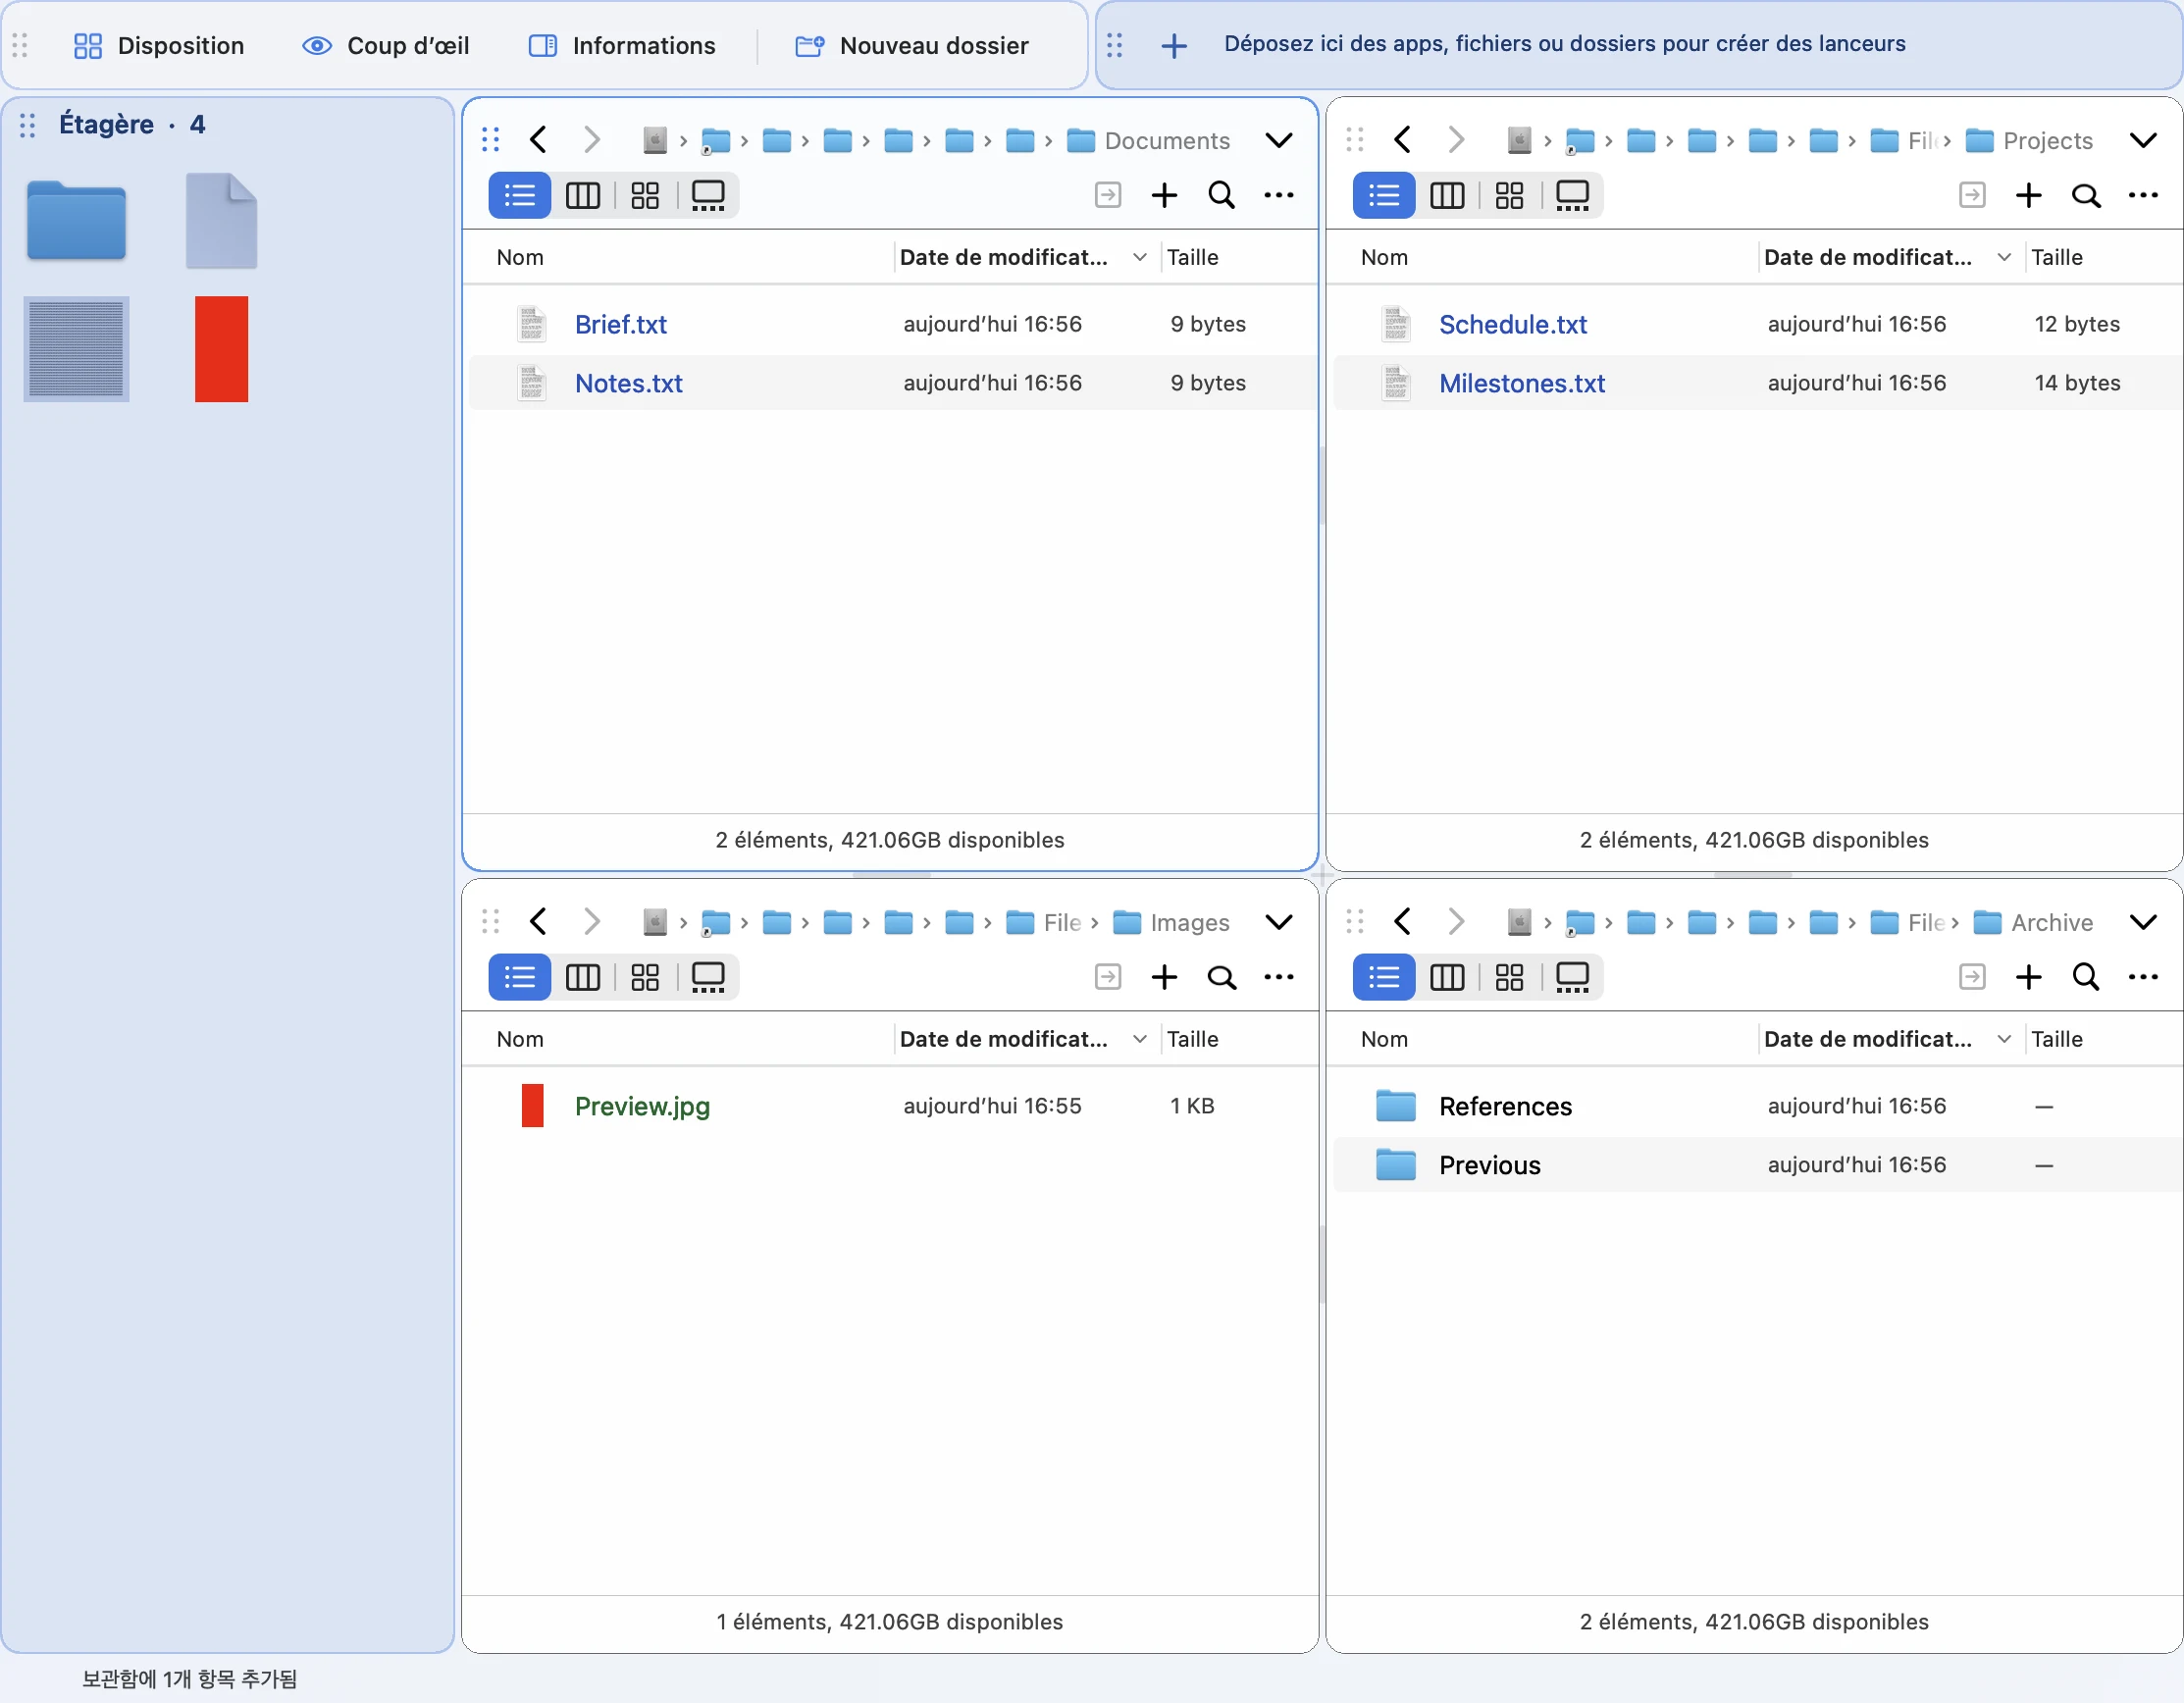 Disposition
Coup d’œil
Informations
Nouveau dossier
Déposez ici des apps, fichiers ou dossiers pour créer des lanceurs
Étagère · 4
Documents
Nom
Date de modificat...
Taille
Brief.txt
aujourd’hui 16:56
9 bytes
Notes.txt
aujourd’hui 16:56
9 bytes
2 éléments, 421.06GB disponibles
Projects
Nom
Date de modificat...
Taille
Schedule.txt
aujourd’hui 16:56
12 bytes
Milestones.txt
aujourd’hui 16:56
14 bytes
2 éléments, 421.06GB disponibles
File
Images
Nom
Date de modificat...
Taille
Preview.jpg
aujourd’hui 16:55
1 KB
1 éléments, 421.06GB disponibles
File
Archive
Nom
Date de modificat...
Taille
References
aujourd’hui 16:56
—
Previous
aujourd’hui 16:56
—
2 éléments, 421.06GB disponibles
보관함에 1개 항목 추가됨